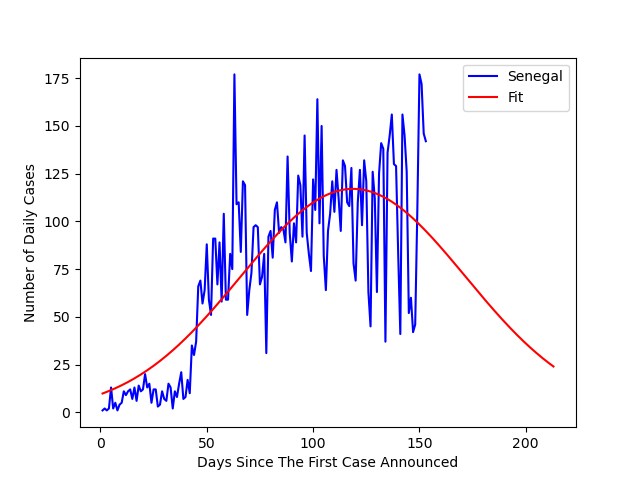 Senegal
Fit
175
150
125
100
75
50
25
0
Number of Daily Cases
0 50 100 150 200
Days Since The First Case Announced